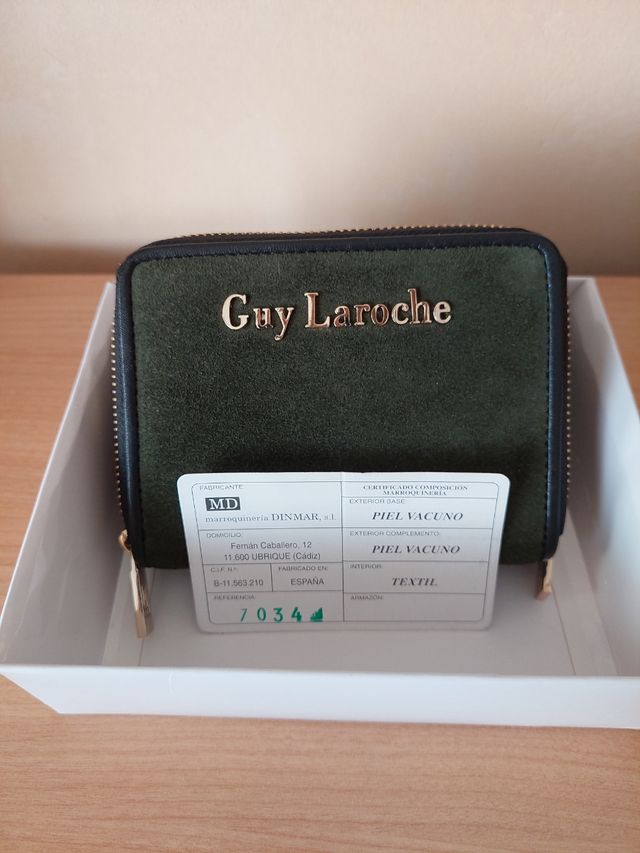 Guy Laroche
FABRICANTE:
MD
marroquinería DINMAR, s.l.
DOMICILIO:
Fernán Caballero, 12
11.600 UBRIQUE (Cádiz)
C.I.F. N.º:
B-11.563.210
FABRICADO EN:
ESPAÑA
REFERENCIA:
7034
CERTIFICADO COMPOSICIÓN
MARROQUINERÍA
EXTERIOR BASE:
PIEL VACUNO
EXTERIOR COMPLEMENTO:
PIEL VACUNO
INTERIOR:
TEXTIL
ARMAZÓN: